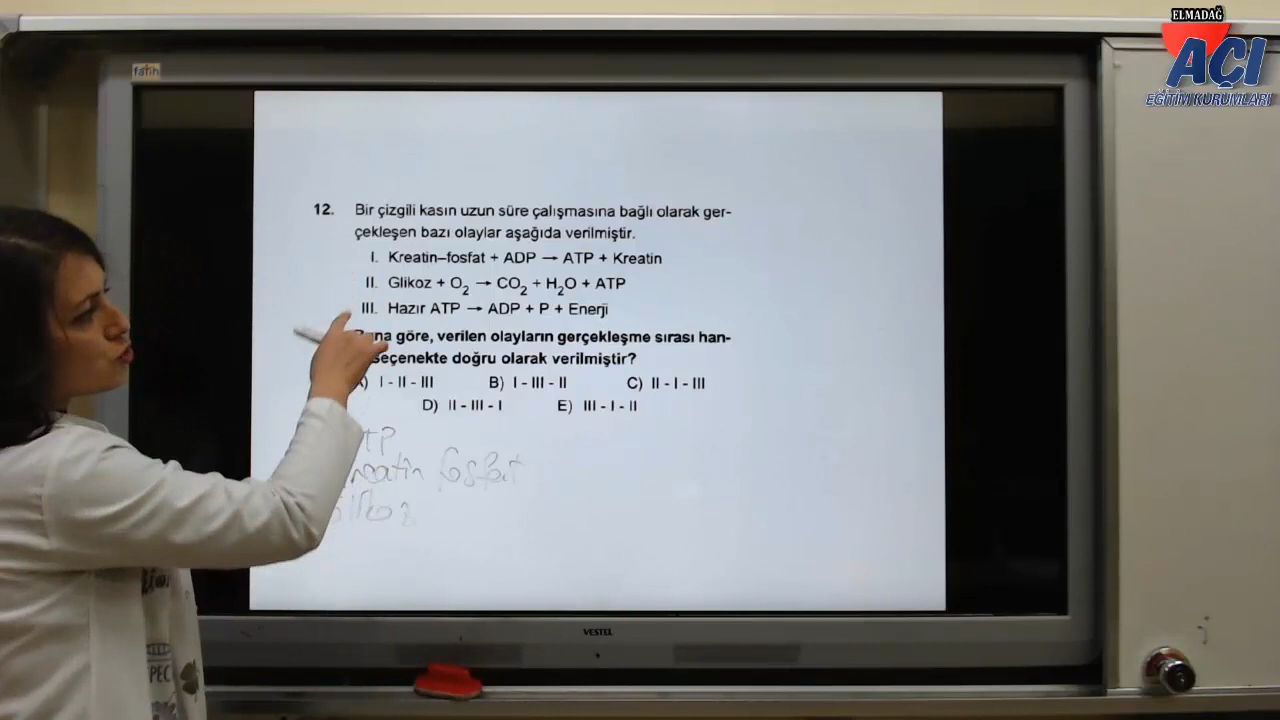 ELMADAĞ
AÇI
EĞİTİM KURUMLARI
fatih
12. Bir çizgili kasın uzun süre çalışmasına bağlı olarak ger-
çekleşen bazı olaylar aşağıda verilmiştir.
I. Kreatin–fosfat + ADP → ATP + Kreatin
II. Glikoz + O₂ → CO₂ + H₂O + ATP
III. Hazır ATP → ADP + P + Enerji
göre, verilen olayların gerçekleşme sırası han-
seçenekte doğru olarak verilmiştir?
A) I - II - III B) I - III - II C) II - I - III
D) II - III - I E) III - I - II
TP
reatin fosfat
VESTEL